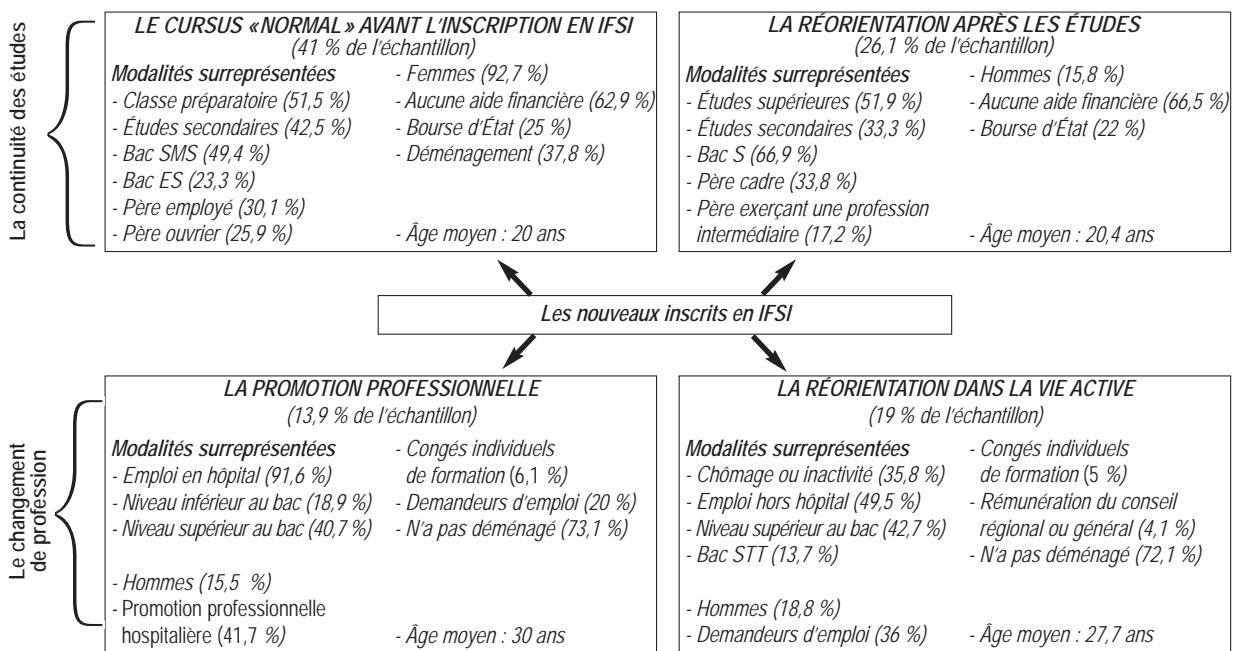 La continuité des études
LE CURSUS «NORMAL» AVANT L'INSCRIPTION EN IFSI
(41 % de l'échantillon)
Modalités surreprésentées
- Classe préparatoire (51,5 %)
- Études secondaires (42,5 %)
- Bac SMS (49,4 %)
- Bac ES (23,3 %)
- Père employé (30,1 %)
- Père ouvrier (25,9 %)
- Femmes (92,7 %)
- Aucune aide financière (62,9 %)
- Bourse d'État (25 %)
- Déménagement (37,8 %)
- Âge moyen : 20 ans
LA RÉORIENTATION APRÈS LES ÉTUDES
(26,1 % de l'échantillon)
Modalités surreprésentées
- Études supérieures (51,9 %)
- Études secondaires (33,3 %)
- Bac S (66,9 %)
- Père cadre (33,8 %)
- Père exerçant une profession
intermédiaire (17,2 %)
- Hommes (15,8 %)
- Aucune aide financière (66,5 %)
- Bourse d'État (22 %)
- Âge moyen : 20,4 ans
Les nouveaux inscrits en IFSI
Le changement
de profession
LA PROMOTION PROFESSIONNELLE
(13,9 % de l'échantillon)
Modalités surreprésentées
- Emploi en hôpital (91,6 %)
- Niveau inférieur au bac (18,9 %)
- Niveau supérieur au bac (40,7 %)
- Hommes (15,5 %)
- Promotion professionnelle
hospitalière (41,7 %)
- Congés individuels
de formation (6,1 %)
- Demandeurs d'emploi (20 %)
- N'a pas déménagé (73,1 %)
- Âge moyen : 30 ans
LA RÉORIENTATION DANS LA VIE ACTIVE
(19 % de l'échantillon)
Modalités surreprésentées
- Chômage ou inactivité (35,8 %)
- Emploi hors hôpital (49,5 %)
- Niveau supérieur au bac (42,7 %)
- Bac STT (13,7 %)
- Hommes (18,8 %)
- Demandeurs d'emploi (36 %)
- Congés individuels
de formation (5 %)
- Rémunération du conseil
régional ou général (4,1 %)
- N'a pas déménagé (72,1 %)
- Âge moyen : 27,7 ans